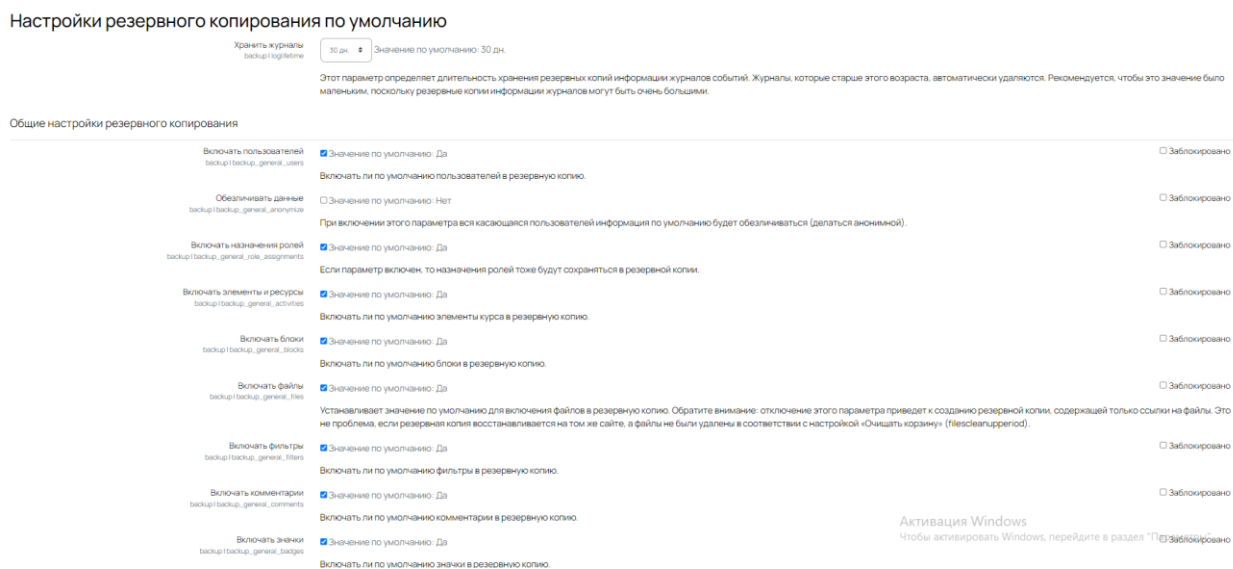 Настройки резервного копирования по умолчанию
Хранить журналы
backup | loglifetime
30 дн.
Значение по умолчанию: 30 дн.
Этот параметр определяет длительность хранения резервных копий информации журналов событий. Журналы, которые старше этого возраста, автоматически удаляются. Рекомендуется, чтобы это значение было
маленьким, поскольку резервные копии информации журналов могут быть очень большими.
Общие настройки резервного копирования
Включать пользователей
backup | backup_general_users
Значение по умолчанию: Да
Заблокировано
Включать ли по умолчанию пользователей в резервную копию.
Обезличивать данные
backup | backup_general_anonymize
Значение по умолчанию: Нет
Заблокировано
При включении этого параметра вся касающаяся пользователей информация по умолчанию будет обезличиваться (делаться анонимной).
Включать назначения ролей
backup | backup_general_role_assignments
Значение по умолчанию: Да
Заблокировано
Если параметр включен, то назначения ролей тоже будут сохраняться в резервной копии.
Включать элементы и ресурсы
backup | backup_general_activities
Значение по умолчанию: Да
Заблокировано
Включать ли по умолчанию элементы курса в резервную копию.
Включать блоки
backup | backup_general_blocks
Значение по умолчанию: Да
Заблокировано
Включать ли по умолчанию блоки в резервную копию.
Включать файлы
backup | backup_general_files
Значение по умолчанию: Да
Заблокировано
Устанавливает значение по умолчанию для включения файлов в резервную копию. Обратите внимание: отключение этого параметра приведет к созданию резервной копии, содержащей только ссылки на файлы. Это
не проблема, если резервная копия восстанавливается на том же сайте, а файлы не были удалены в соответствии с настройкой «Очищать корзину» (filescleanupperiod).
Включать фильтры
backup | backup_general_filters
Значение по умолчанию: Да
Заблокировано
Включать ли по умолчанию фильтры в резервную копию.
Включать комментарии
backup | backup_general_comments
Значение по умолчанию: Да
Заблокировано
Включать ли по умолчанию комментарии в резервную копию.
Активация Windows
Чтобы активировать Windows, перейдите в раздел
Включать значки
backup | backup_general_badges
Значение по умолчанию: Да
Заблокировано
Включать ли по умолчанию значки в резервную копию.